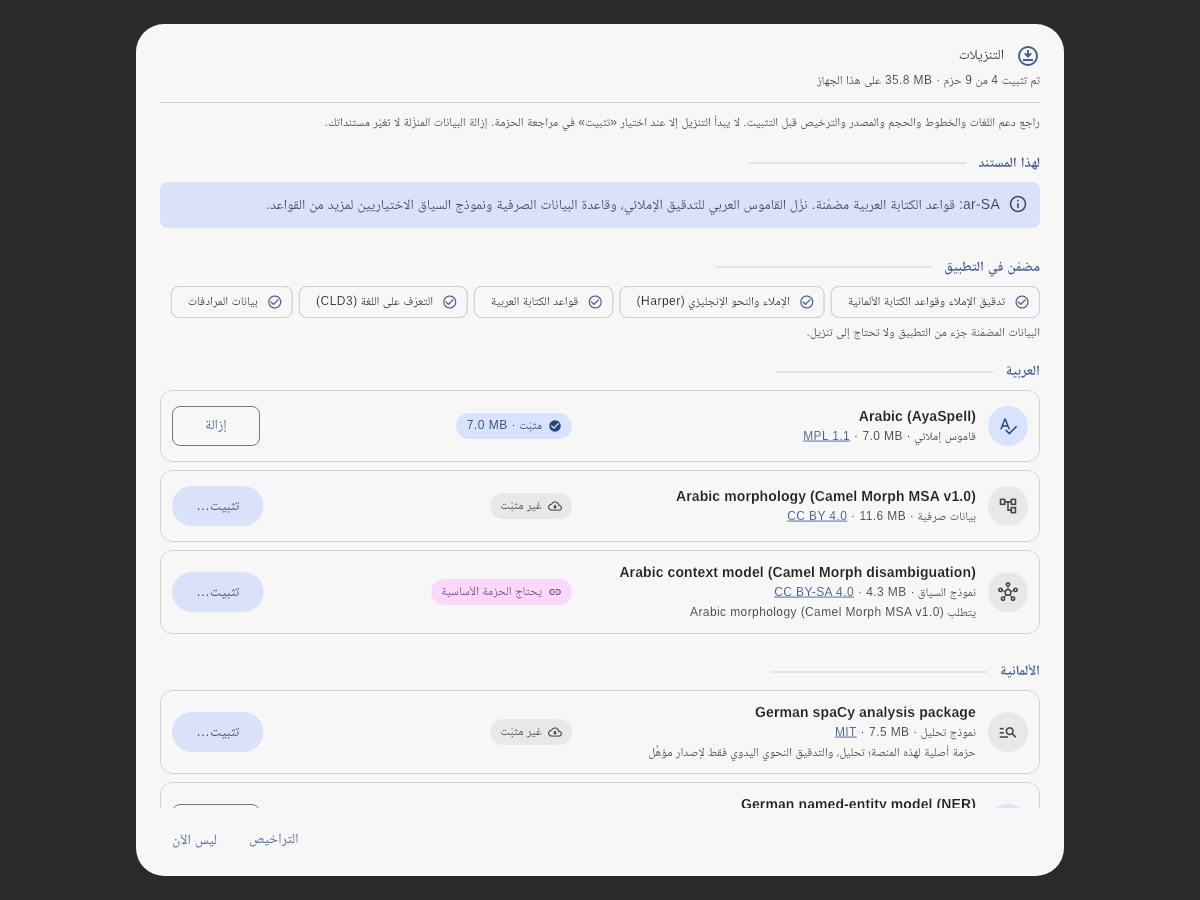 التنزيلات
تم تثبيت 4 من 9 حزم · 35.8 MB على هذا الجهاز
راجع دعم اللغات والخطوط والحجم والمصدر والترخيص قبل التثبيت. لا يبدأ التنزيل إلا عند اختيار «تثبيت» في مراجعة الحزمة. إزالة البيانات المنزّلة لا تغيّر مستنداتك.
لهذا المستند
ar-SA: قواعد الكتابة العربية مضمّنة. نزّل القاموس العربي للتدقيق الإملائي، وقاعدة البيانات الصرفية ونموذج السياق الاختياريين لمزيد من القواعد.
مضمّن في التطبيق
تدقيق الإملاء وقواعد الكتابة الألمانية
الإملاء والنحو الإنجليزي (Harper)
قواعد الكتابة العربية
التعرّف على اللغة (CLD3)
بيانات المرادفات
البيانات المضمّنة جزء من التطبيق ولا تحتاج إلى تنزيل.
العربية
Arabic (AyaSpell)
قاموس إملائي · 7.0 MB · MPL 1.1
مثبّت · 7.0 MB
إزالة
Arabic morphology (Camel Morph MSA v1.0)
بيانات صرفية · 11.6 MB · CC BY 4.0
غير مثبّت
تثبيت…
Arabic context model (Camel Morph disambiguation)
نموذج السياق · 4.3 MB · CC BY-SA 4.0
يتطلب Arabic morphology (Camel Morph MSA v1.0)
يحتاج الحزمة الأساسية
تثبيت…
الألمانية
German spaCy analysis package
نموذج تحليل · 7.5 MB · MIT
حزمة أصلية لهذه المنصة؛ تحليل، والتدقيق النحوي اليدوي فقط لإصدار مؤهَّل
غير مثبّت
تثبيت…
German named-entity model (NER)
التراخيص
ليس الآن